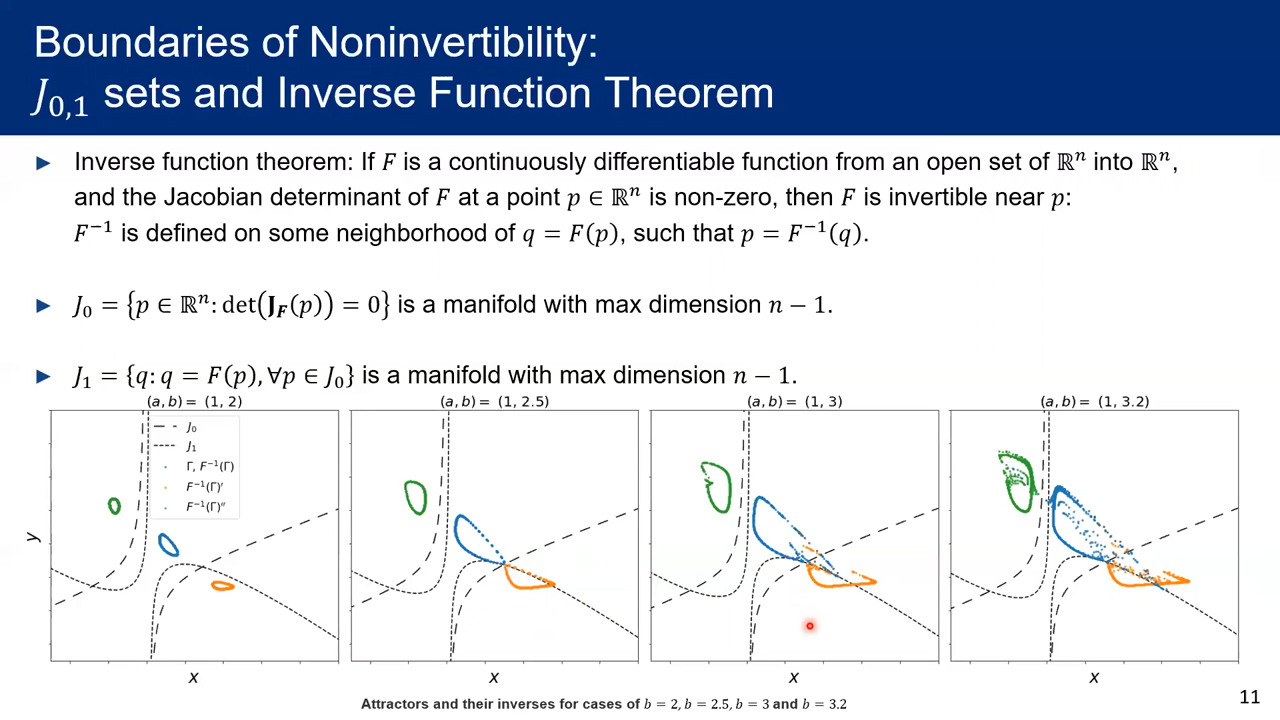 Boundaries of Noninvertibility:
J₀,₁ sets and Inverse Function Theorem
► Inverse function theorem: If F is a continuously differentiable function from an open set of ℝⁿ into ℝⁿ,
and the Jacobian determinant of F at a point p ∈ ℝⁿ is non-zero, then F is invertible near p:
F⁻¹ is defined on some neighborhood of q = F(p), such that p = F⁻¹(q).
► J₀ = {p ∈ ℝⁿ: det(J_F(p)) = 0} is a manifold with max dimension n − 1.
► J₁ = {q: q = F(p), ∀p ∈ J₀} is a manifold with max dimension n − 1.
(a, b) = (1, 2)
(a, b) = (1, 2.5)
(a, b) = (1, 3)
(a, b) = (1, 3.2)
J₀
J₁
Γ, F⁻¹(Γ)
F⁻¹(Γ)′
F⁻¹(Γ)″
y
x
x
x
x
Attractors and their inverses for cases of b = 2, b = 2.5, b = 3 and b = 3.2
11